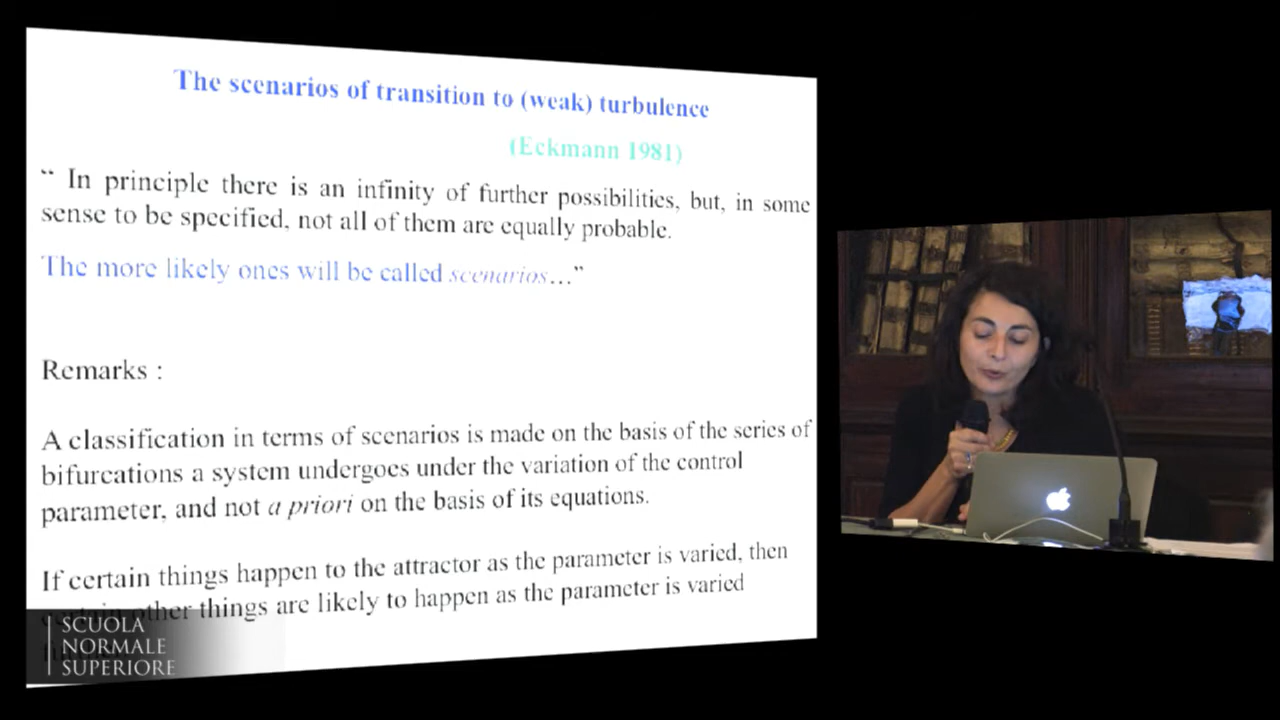 The scenarios of transition to (weak) turbulence
(Eckmann 1981)
“ In principle there is an infinity of further possibilities, but, in some
sense to be specified, not all of them are equally probable.
The more likely ones will be called scenarios...”
Remarks :
A classification in terms of scenarios is made on the basis of the series of
bifurcations a system undergoes under the variation of the control
parameter, and not a priori on the basis of its equations.
If certain things happen to the attractor as the parameter is varied, then
certain other things are likely to happen as the parameter is varied
SCUOLA
NORMALE
SUPERIORE